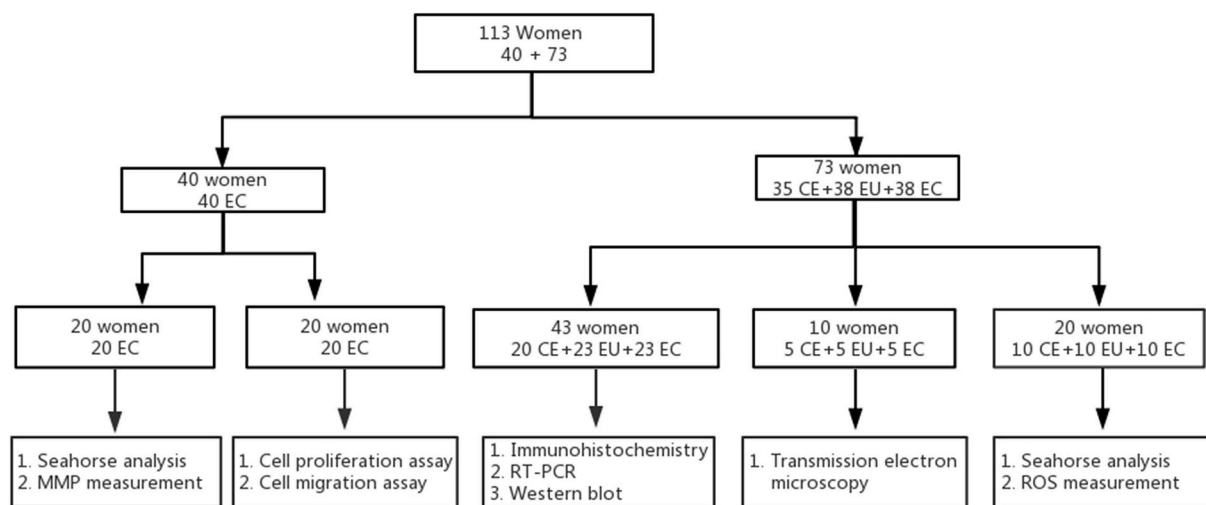 113 Women
40 + 73
40 women
40 EC
73 women
35 CE+38 EU+38 EC
20 women
20 EC
20 women
20 EC
43 women
20 CE+23 EU+23 EC
10 women
5 CE+5 EU+5 EC
20 women
10 CE+10 EU+10 EC
1. Seahorse analysis
2. MMP measurement
1. Cell proliferation assay
2. Cell migration assay
1. Immunohistochemistry
2. RT-PCR
3. Western blot
1. Transmission electron
microscopy
1. Seahorse analysis
2. ROS measurement